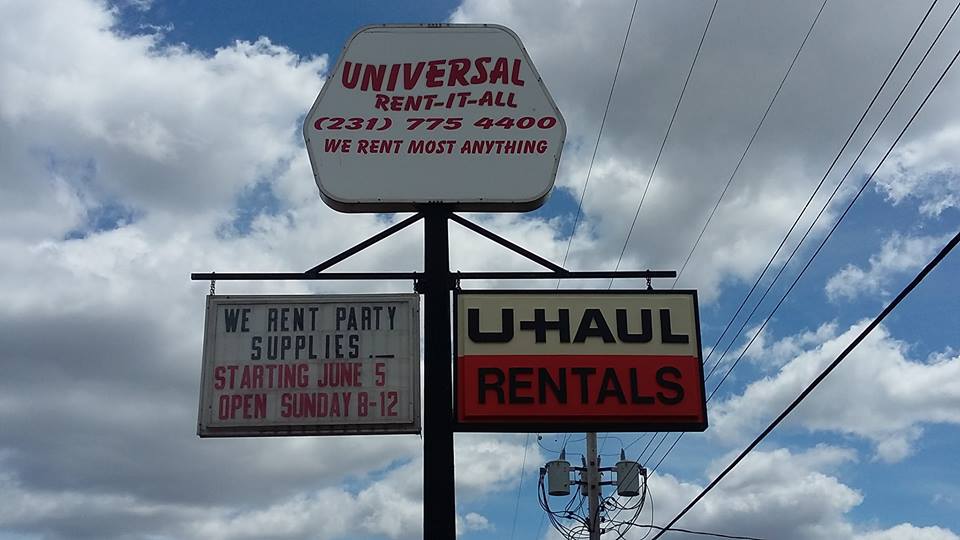 UNIVERSAL
RENT-IT-ALL
(231) 775 4400
WE RENT MOST ANYTHING
WE RENT PARTY
SUPPLIES._
STARTING JUNE 5
OPEN SUNDAY 8-12
U-HAUL
RENTALS